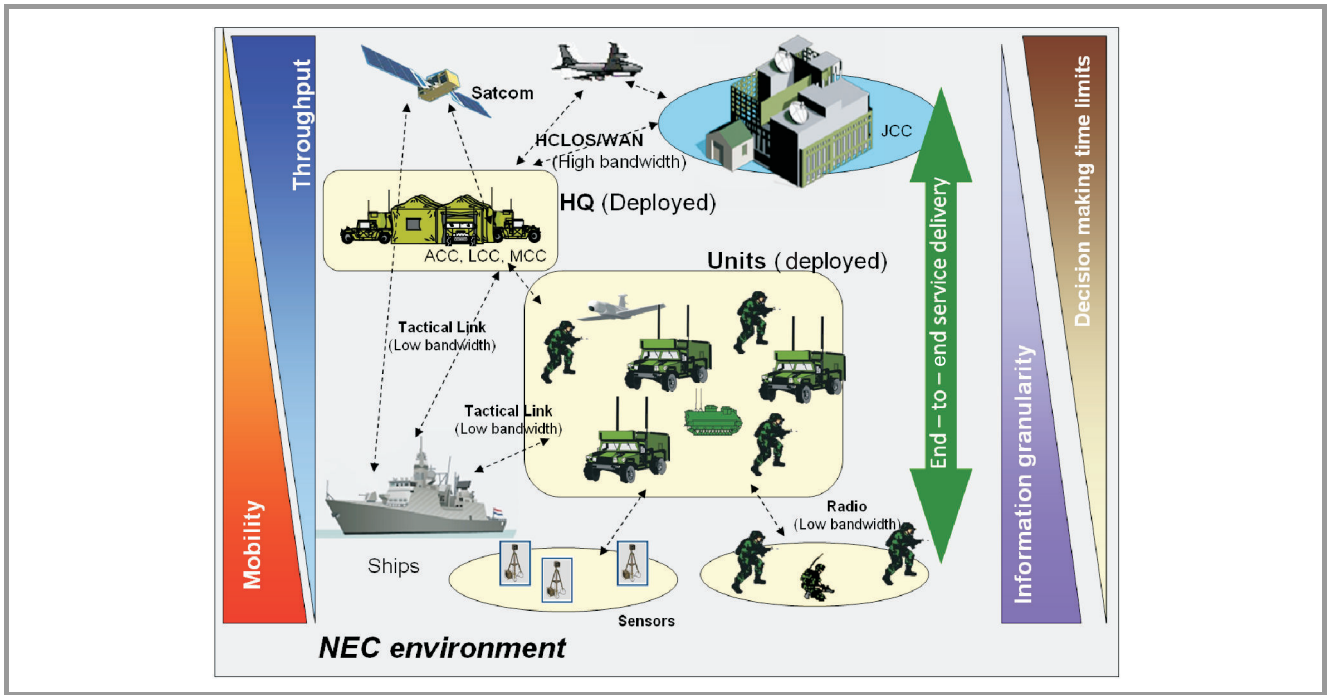 Throughput
Mobility
Satcom
HCLOS/WAN
(High bandwidth)
JCC
HQ (Deployed)
ACC, LCC, MCC
Units (deployed)
Tactical Link
(Low bandwidth)
Tactical Link
(Low bandwidth)
Radio
(Low bandwidth)
Ships
Sensors
NEC environment
End – to – end service delivery
Information granularity
Decision making time limits